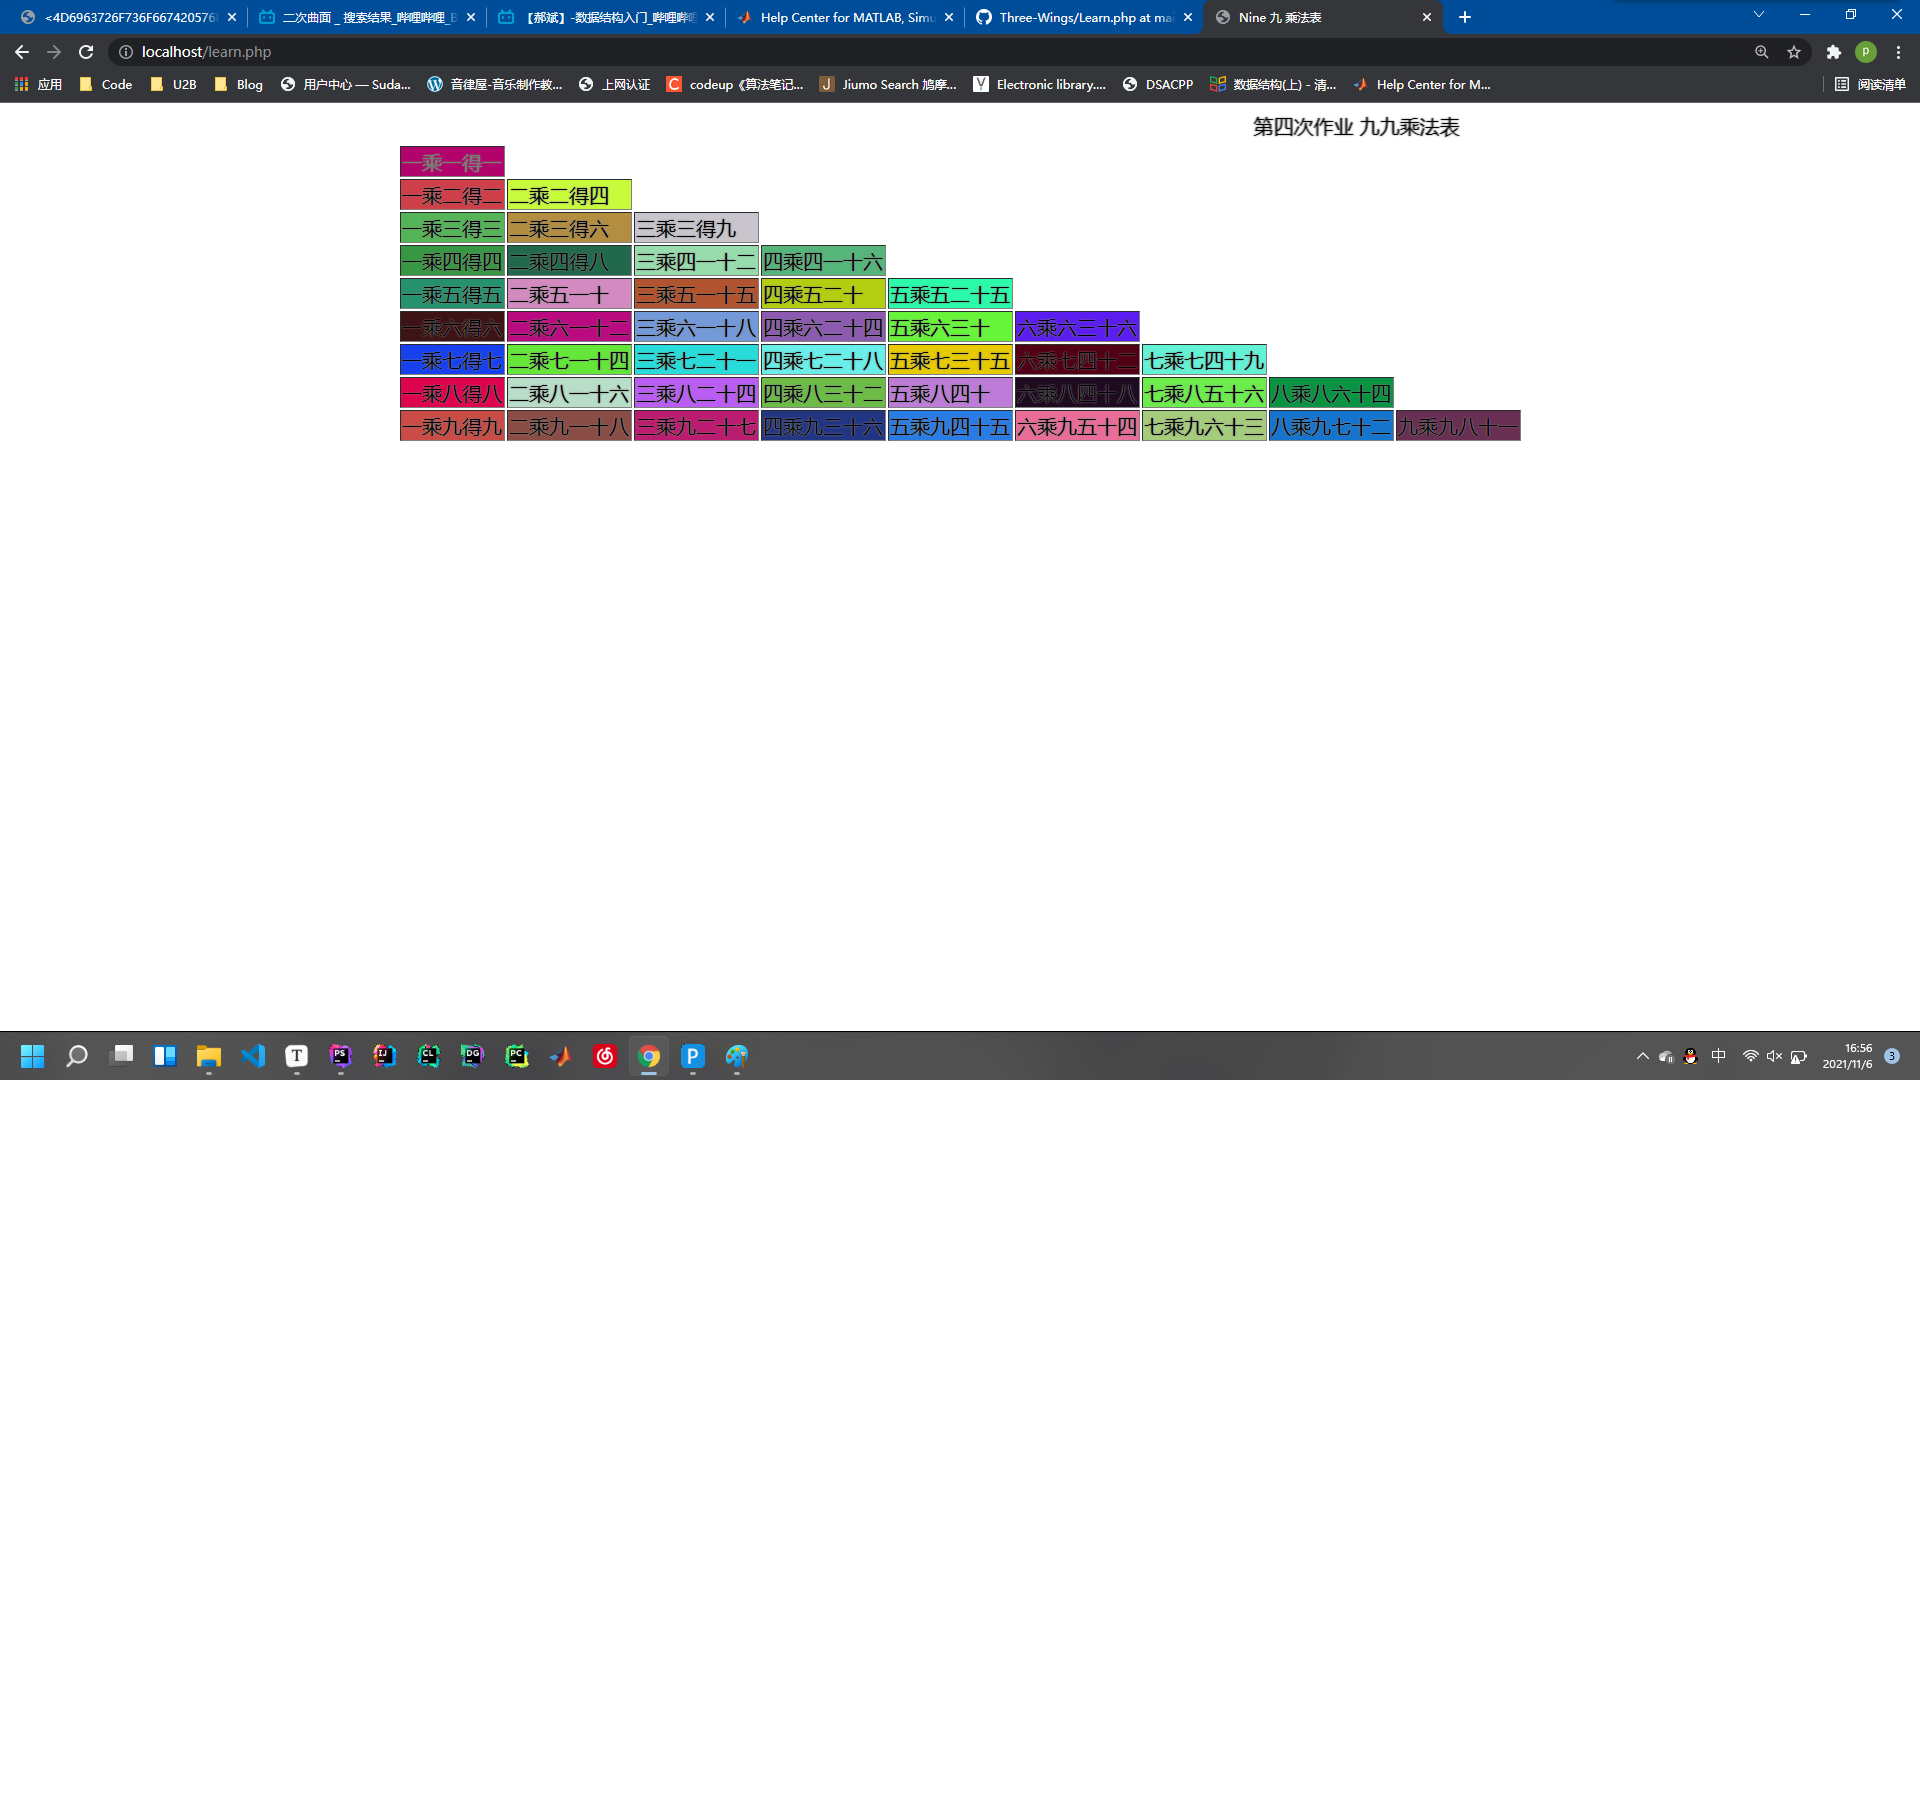 <4D6963726F736F667420576 二次曲面 _ 搜索结果_哔哩哔哩_B 【郝斌】-数据结构入门_哔哩哔哩 Help Center for MATLAB, Simu Three-Wings/Learn.php at mai Nine 九 乘法表
localhost/learn.php P
应用 Code U2B Blog 用户中心 — Suda... 音律屋-音乐制作教... 上网认证 codeup《算法笔记... Jiumo Search 鸠摩... Electronic library.... DSACPP 数据结构(上) - 清... Help Center for M... 阅读清单
第四次作业 九九乘法表
一乘一得一
一乘二得二 二乘二得四
一乘三得三 二乘三得六 三乘三得九
一乘四得四 二乘四得八 三乘四一十二 四乘四一十六
一乘五得五 二乘五一十 三乘五一十五 四乘五二十 五乘五二十五
一乘六得六 二乘六一十二 三乘六一十八 四乘六二十四 五乘六三十 六乘六三十六
一乘七得七 二乘七一十四 三乘七二十一 四乘七二十八 五乘七三十五 六乘七四十二 七乘七四十九
一乘八得八 二乘八一十六 三乘八二十四 四乘八三十二 五乘八四十 六乘八四十八 七乘八五十六 八乘八六十四
一乘九得九 二乘九一十八 三乘九二十七 四乘九三十六 五乘九四十五 六乘九五十四 七乘九六十三 八乘九七十二 九乘九八十一
T PS IJ CL DG PC P 中 16:56 3
2021/11/6